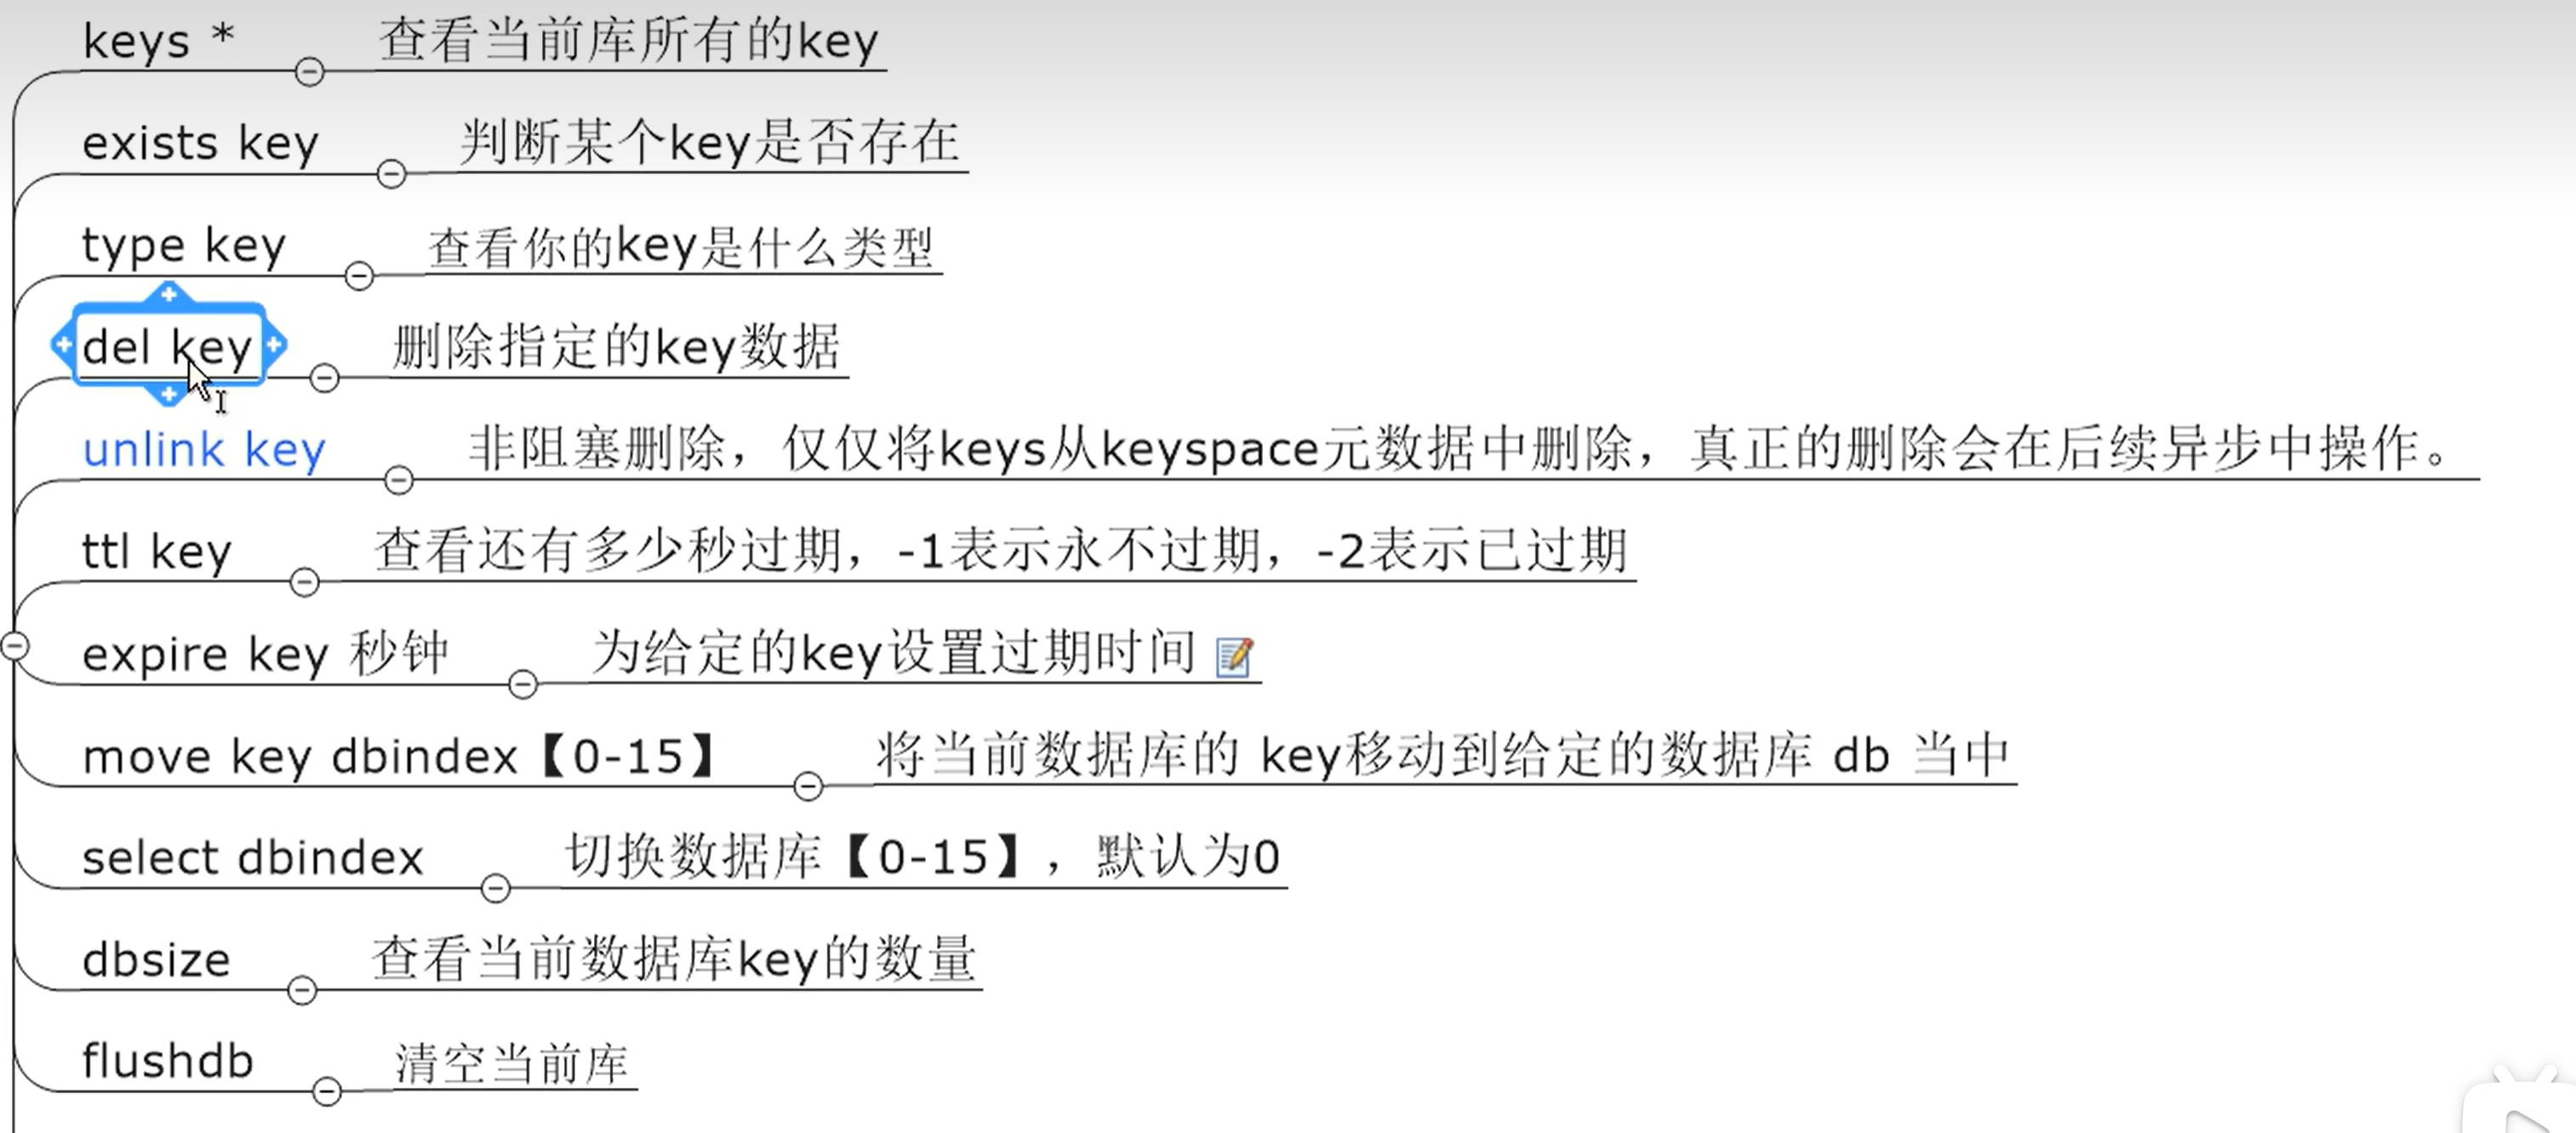 keys * 查看当前库所有的key
exists key 判断某个key是否存在
type key 查看你的key是什么类型
del key 删除指定的key数据
unlink key 非阻塞删除，仅仅将keys从keyspace元数据中删除，真正的删除会在后续异步中操作。
ttl key 查看还有多少秒过期，-1表示永不过期，-2表示已过期
expire key 秒钟 为给定的key设置过期时间
move key dbindex【0-15】 将当前数据库的 key移动到给定的数据库 db 当中
select dbindex 切换数据库【0-15】，默认为0
dbsize 查看当前数据库key的数量
flushdb 清空当前库